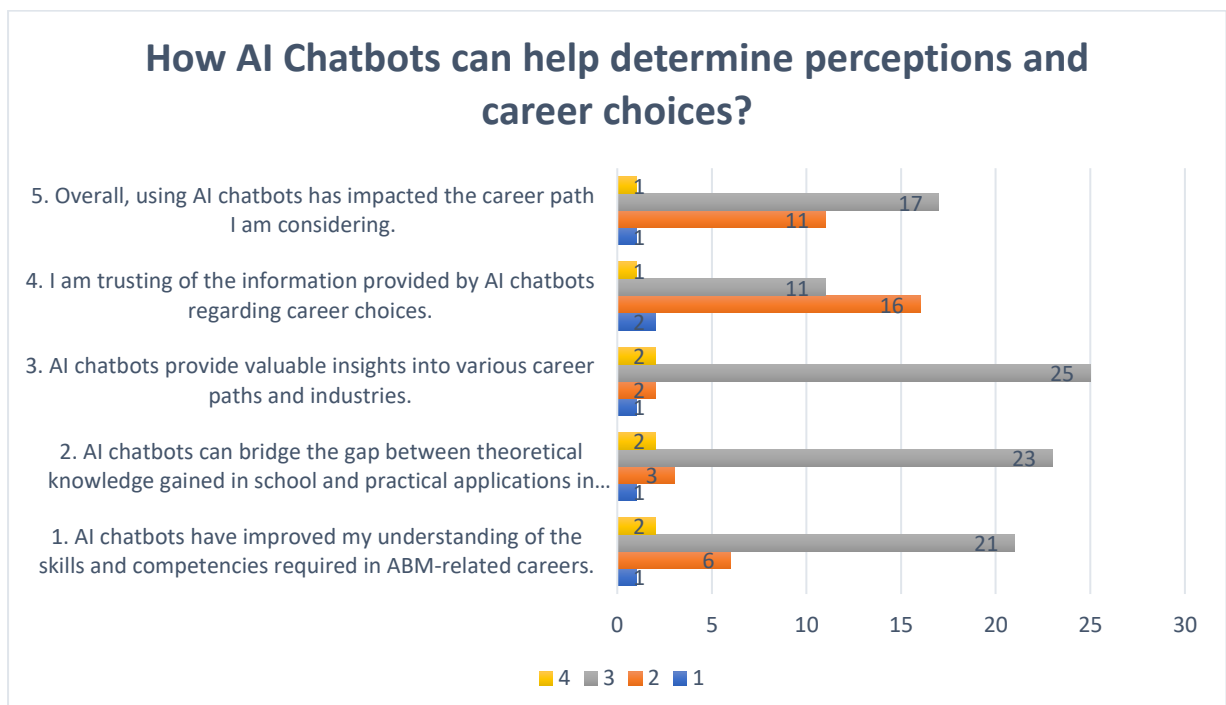 How AI Chatbots can help determine perceptions and
career choices?
5. Overall, using AI chatbots has impacted the career path
I am considering.
1
17
11
1
4. I am trusting of the information provided by AI chatbots
regarding career choices.
1
11
16
2
3. AI chatbots provide valuable insights into various career
paths and industries.
2
25
2
1
2. AI chatbots can bridge the gap between theoretical
knowledge gained in school and practical applications in...
2
23
3
1
1. AI chatbots have improved my understanding of the
skills and competencies required in ABM-related careers.
2
21
6
1
0 5 10 15 20 25 30
4 3 2 1